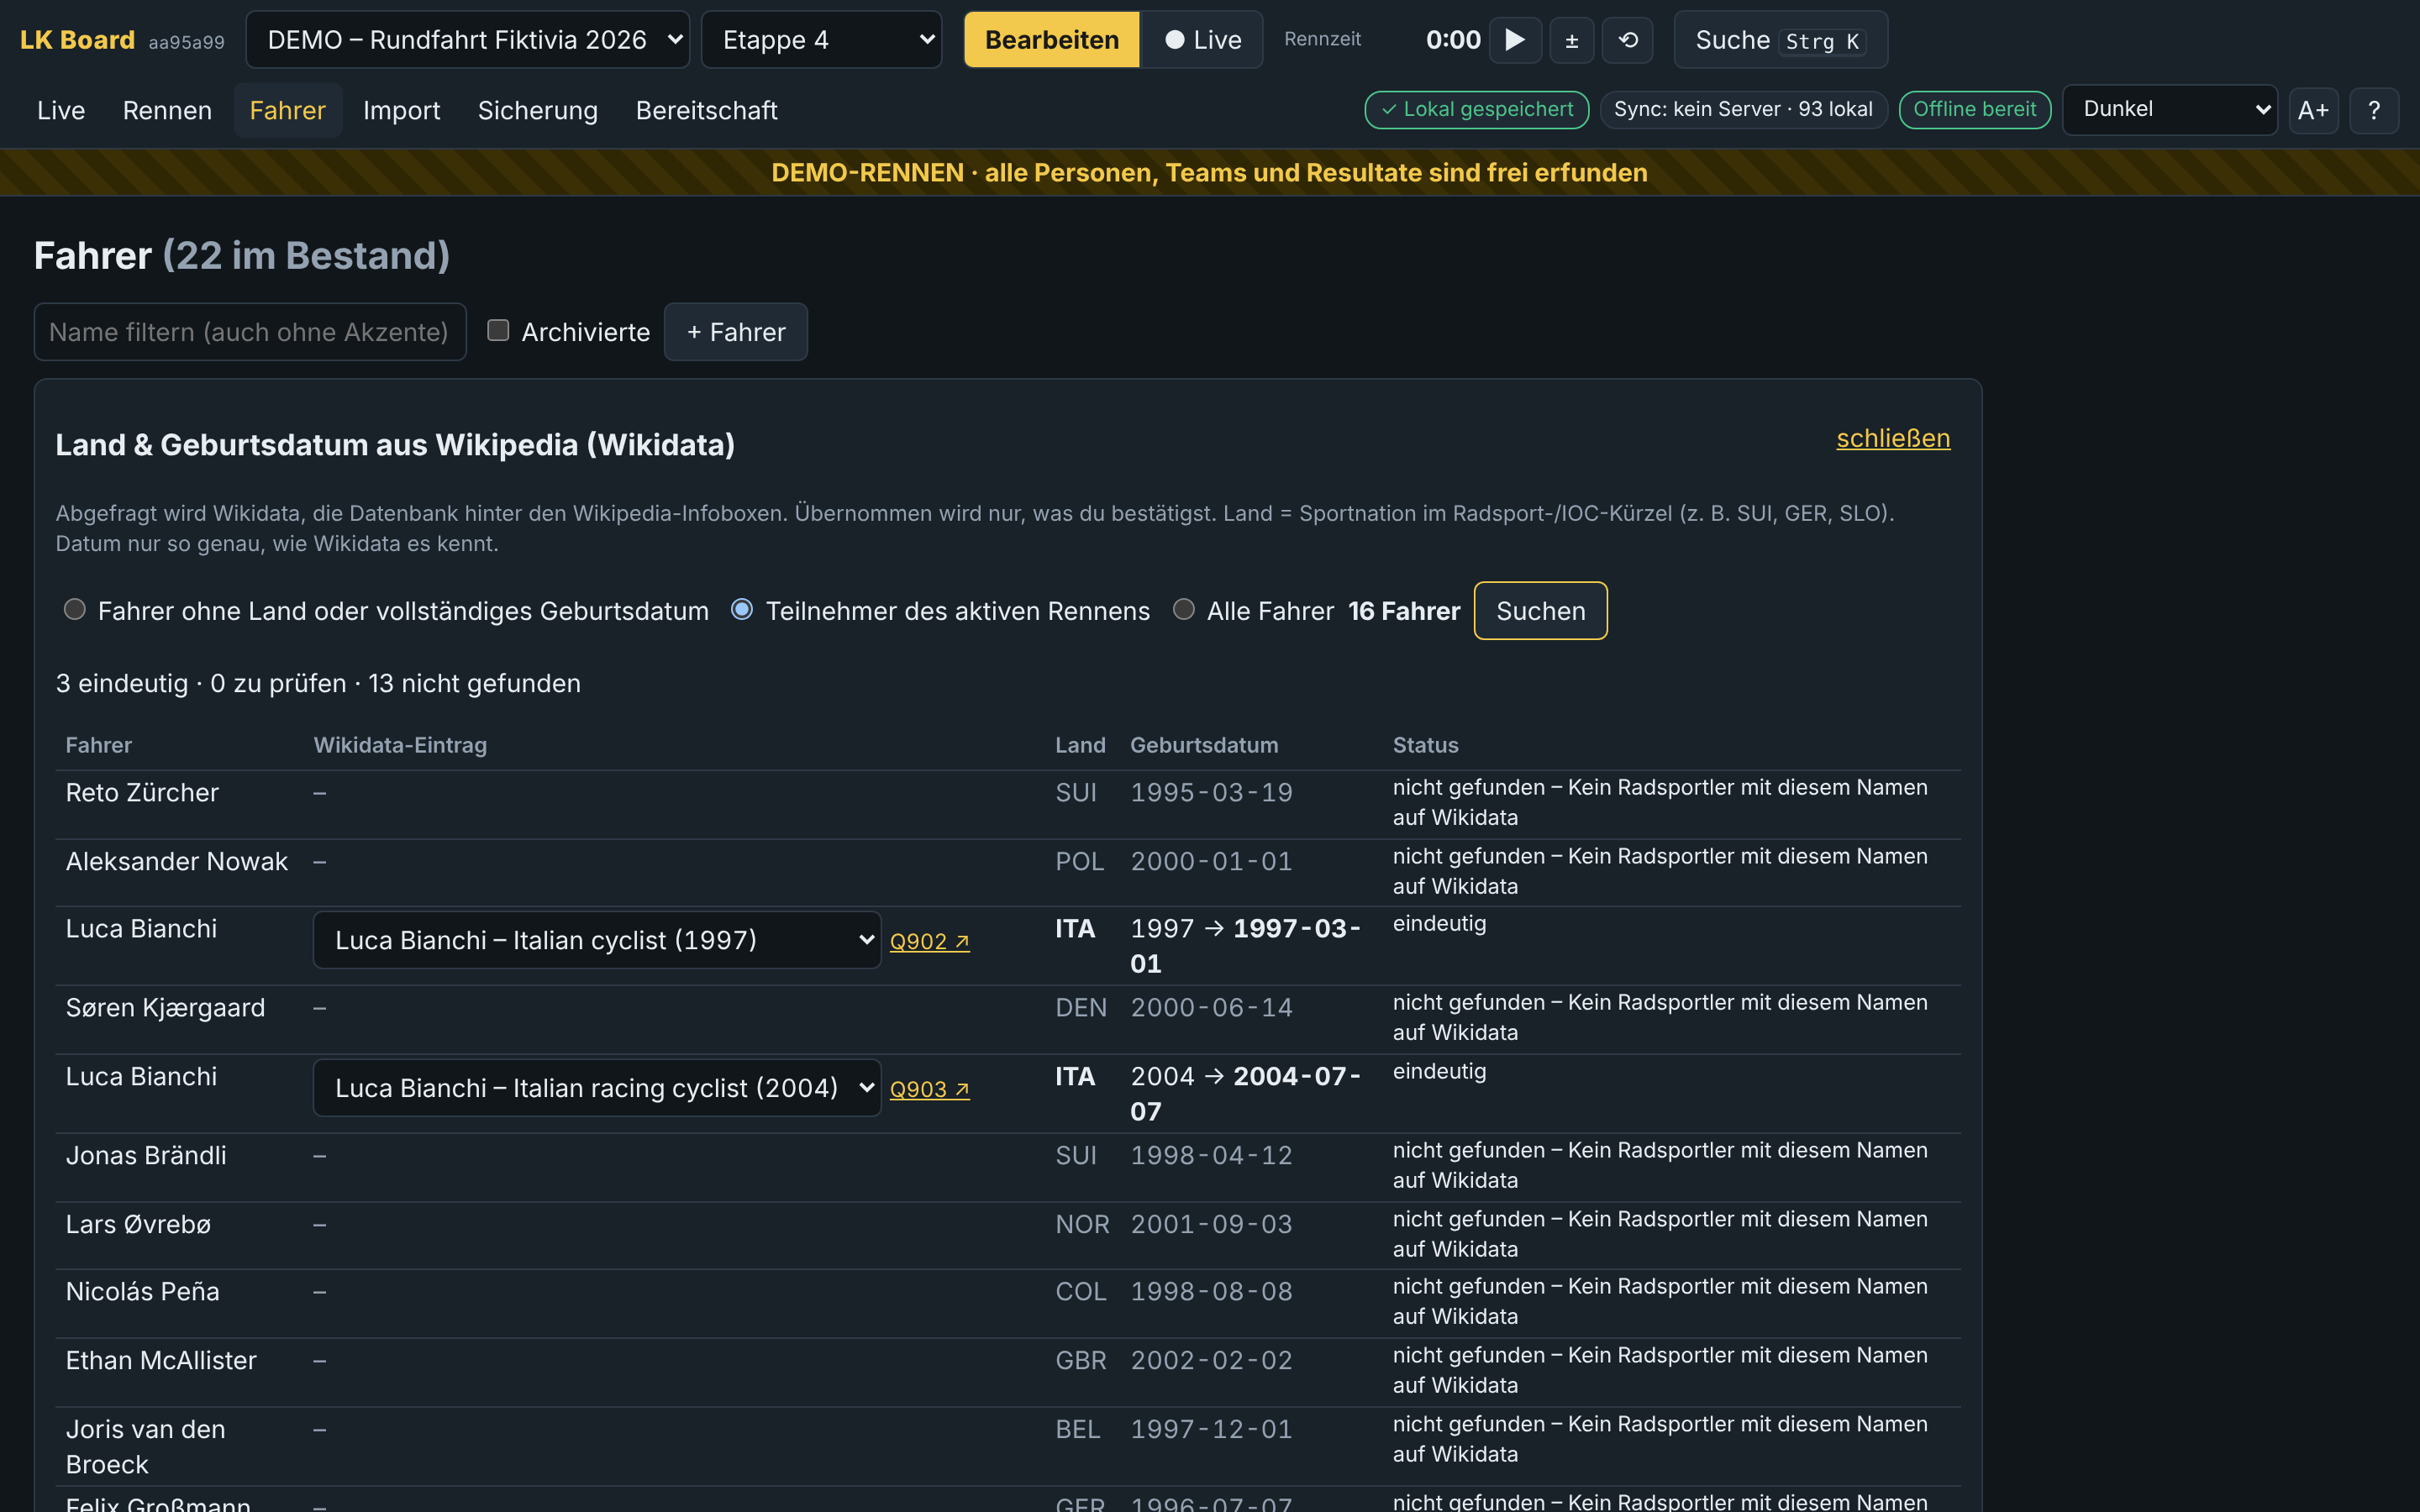 LK Board aa95a99 DEMO – Rundfahrt Fiktivia 2026 Etappe 4 Bearbeiten Live Rennzeit 0:00 ▶ ± ⟲ Suche Strg K
Live Rennen Fahrer Import Sicherung Bereitschaft ✓ Lokal gespeichert Sync: kein Server · 93 lokal Offline bereit Dunkel A+ ?
DEMO-RENNEN · alle Personen, Teams und Resultate sind frei erfunden
Fahrer (22 im Bestand)
Name filtern (auch ohne Akzente) Archivierte + Fahrer
Land & Geburtsdatum aus Wikipedia (Wikidata) schließen
Abgefragt wird Wikidata, die Datenbank hinter den Wikipedia-Infoboxen. Übernommen wird nur, was du bestätigst. Land = Sportnation im Radsport-/IOC-Kürzel (z. B. SUI, GER, SLO).
Datum nur so genau, wie Wikidata es kennt.
Fahrer ohne Land oder vollständiges Geburtsdatum Teilnehmer des aktiven Rennens Alle Fahrer 16 Fahrer Suchen
3 eindeutig · 0 zu prüfen · 13 nicht gefunden
Fahrer Wikidata-Eintrag Land Geburtsdatum Status
Reto Zürcher – SUI 1995-03-19 nicht gefunden – Kein Radsportler mit diesem Namen
auf Wikidata
Aleksander Nowak – POL 2000-01-01 nicht gefunden – Kein Radsportler mit diesem Namen
auf Wikidata
Luca Bianchi Luca Bianchi – Italian cyclist (1997) Q902 ↗ ITA 1997 → 1997-03-
01 eindeutig
Søren Kjærgaard – DEN 2000-06-14 nicht gefunden – Kein Radsportler mit diesem Namen
auf Wikidata
Luca Bianchi Luca Bianchi – Italian racing cyclist (2004) Q903 ↗ ITA 2004 → 2004-07-
07 eindeutig
Jonas Brändli – SUI 1998-04-12 nicht gefunden – Kein Radsportler mit diesem Namen
auf Wikidata
Lars Øvrebø – NOR 2001-09-03 nicht gefunden – Kein Radsportler mit diesem Namen
auf Wikidata
Nicolás Peña – COL 1998-08-08 nicht gefunden – Kein Radsportler mit diesem Namen
auf Wikidata
Ethan McAllister – GBR 2002-02-02 nicht gefunden – Kein Radsportler mit diesem Namen
auf Wikidata
Joris van den
Broeck – BEL 1997-12-01 nicht gefunden – Kein Radsportler mit diesem Namen
auf Wikidata
Felix Großmann – GER 1996-07-07 nicht gefunden – Kein Radsportler mit diesem Namen